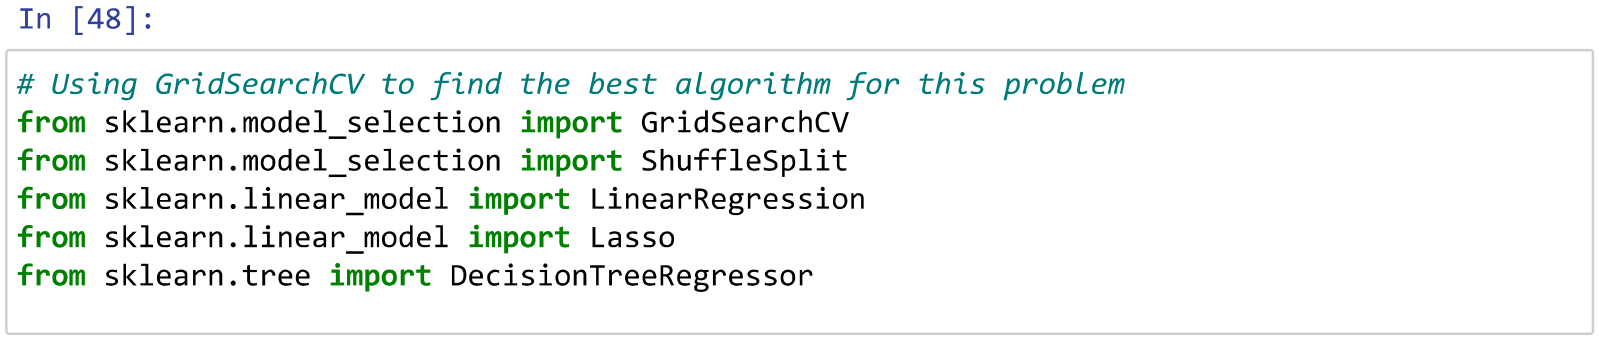 In [48]:
# Using GridSearchCV to find the best algorithm for this problem
from sklearn.model_selection import GridSearchCV
from sklearn.model_selection import ShuffleSplit
from sklearn.linear_model import LinearRegression
from sklearn.linear_model import Lasso
from sklearn.tree import DecisionTreeRegressor